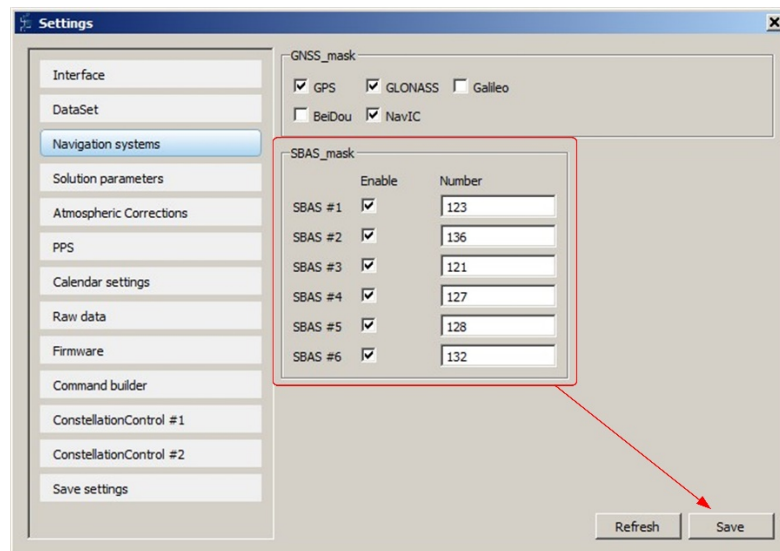 Settings
Interface
DataSet
Navigation systems
Solution parameters
Atmospheric Corrections
PPS
Calendar settings
Raw data
Firmware
Command builder
ConstellationControl #1
ConstellationControl #2
Save settings
GNSS_mask
GPS GLONASS Galileo
BeiDou NavIC
SBAS_mask
Enable Number
SBAS #1 123
SBAS #2 136
SBAS #3 121
SBAS #4 127
SBAS #5 128
SBAS #6 132
Refresh Save